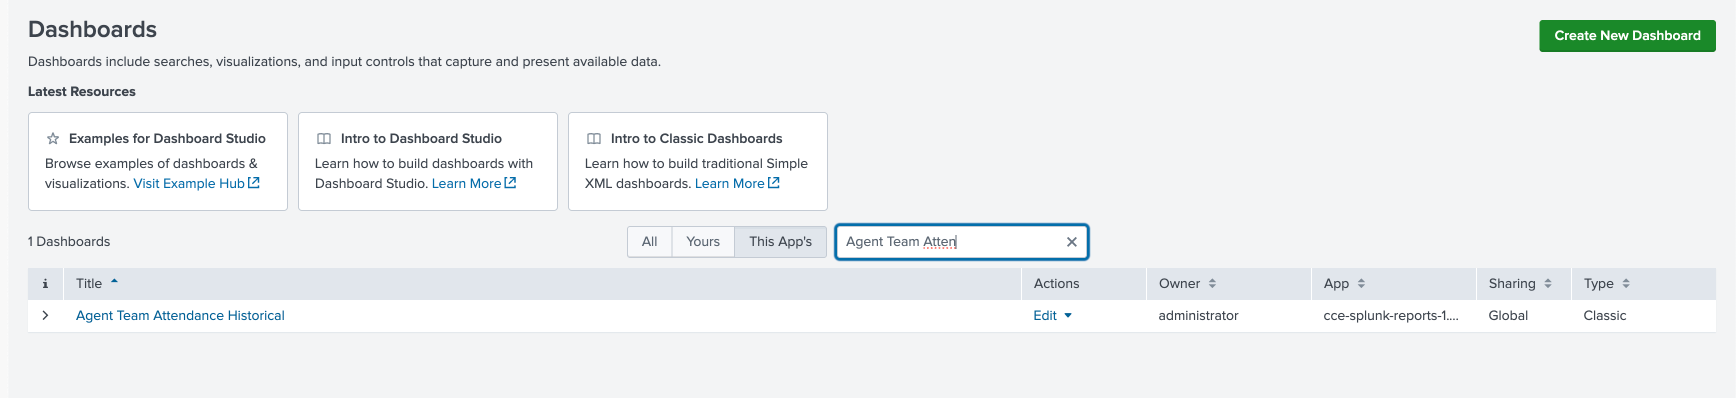 Dashboards
Create New Dashboard
Dashboards include searches, visualizations, and input controls that capture and present available data.
Latest Resources
Examples for Dashboard Studio
Browse examples of dashboards &
visualizations. Visit Example Hub
Intro to Dashboard Studio
Learn how to build dashboards with
Dashboard Studio. Learn More
Intro to Classic Dashboards
Learn how to build traditional Simple
XML dashboards. Learn More
1 Dashboards
All Yours This App's Agent Team Atten
i Title Actions Owner App Sharing Type
Agent Team Attendance Historical Edit administrator cce-splunk-reports-1.... Global Classic